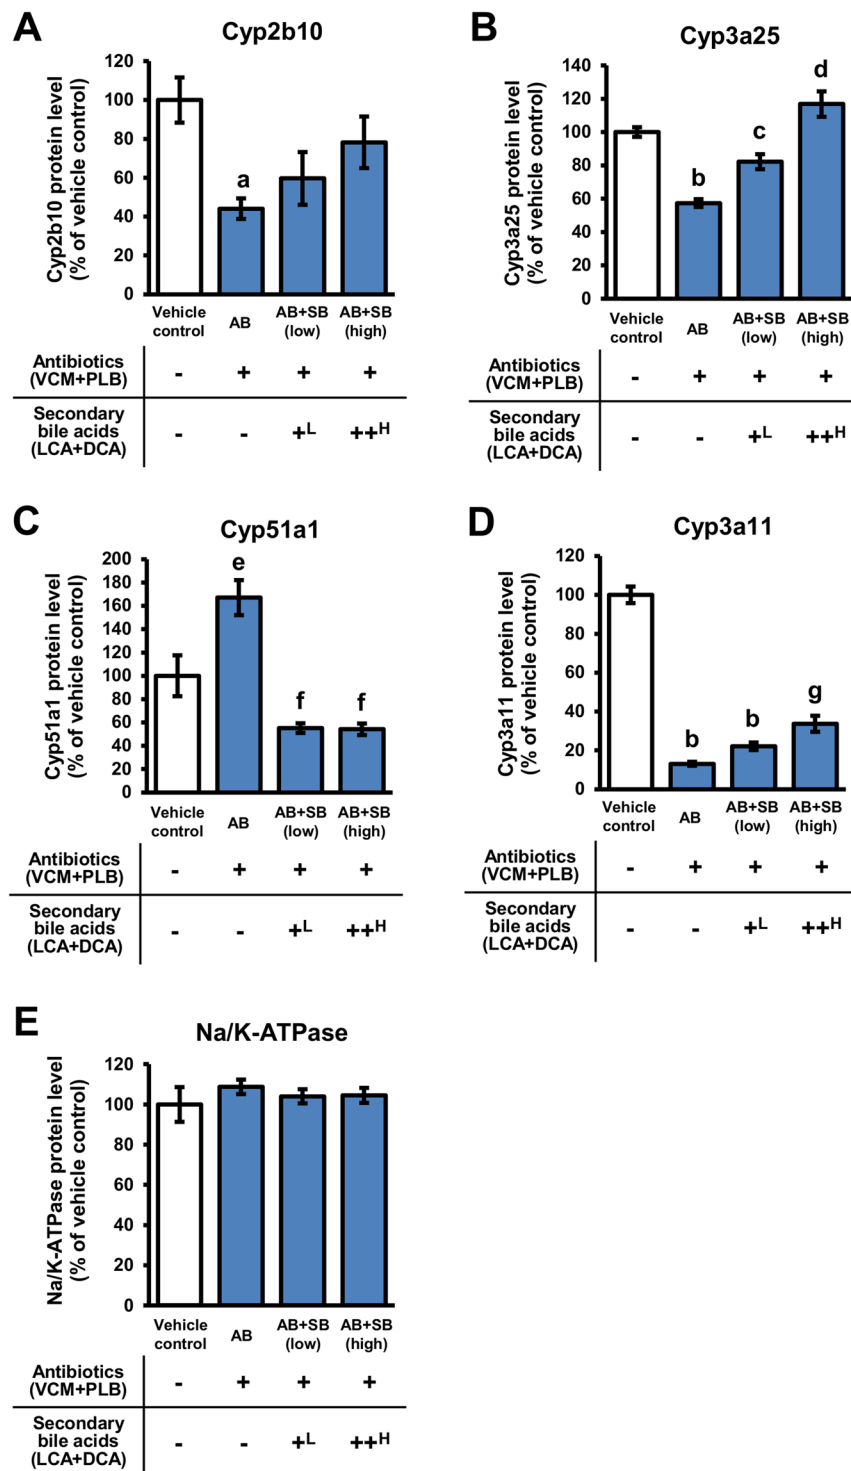 A
Cyp2b10
Cyp2b10 protein level
(% of vehicle control)
120
100
80
60
40
20
0
a
Vehicle
control
AB
AB+SB
(low)
AB+SB
(high)
Antibiotics
(VCM+PLB)
- + + +
Secondary
bile acids
(LCA+DCA)
- - +L ++H
B
Cyp3a25
Cyp3a25 protein level
(% of vehicle control)
140
120
100
80
60
40
20
0
b
c
d
Vehicle
control
AB
AB+SB
(low)
AB+SB
(high)
Antibiotics
(VCM+PLB)
- + + +
Secondary
bile acids
(LCA+DCA)
- - +L ++H
C
Cyp51a1
Cyp51a1 protein level
(% of vehicle control)
200
180
160
140
120
100
80
60
40
20
0
e
f
f
Vehicle
control
AB
AB+SB
(low)
AB+SB
(high)
Antibiotics
(VCM+PLB)
- + + +
Secondary
bile acids
(LCA+DCA)
- - +L ++H
D
Cyp3a11
Cyp3a11 protein level
(% of vehicle control)
120
100
80
60
40
20
0
b
b
g
Vehicle
control
AB
AB+SB
(low)
AB+SB
(high)
Antibiotics
(VCM+PLB)
- + + +
Secondary
bile acids
(LCA+DCA)
- - +L ++H
E
Na/K-ATPase
Na/K-ATPase protein level
(% of vehicle control)
120
100
80
60
40
20
0
Vehicle
control
AB
AB+SB
(low)
AB+SB
(high)
Antibiotics
(VCM+PLB)
- + + +
Secondary
bile acids
(LCA+DCA)
- - +L ++H